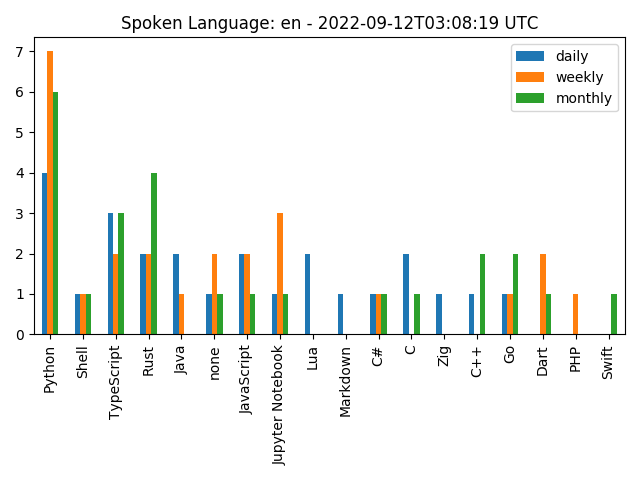 Spoken Language: en - 2022-09-12T03:08:19 UTC
daily
weekly
monthly
7
6
5
4
3
2
1
0
Python
Shell
TypeScript
Rust
Java
none
JavaScript
Jupyter Notebook
Lua
Markdown
C#
C
Zig
C++
Go
Dart
PHP
Swift